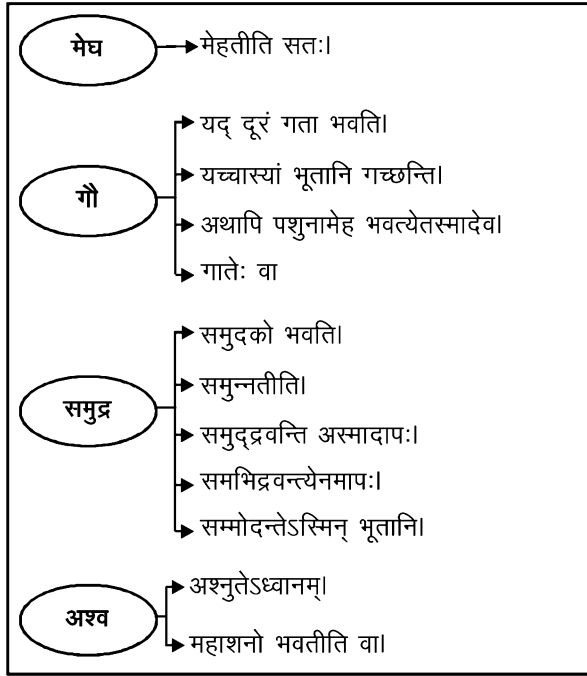 मेघ
मेहतीति सतः।
गौ
यद् दूरं गता भवति।
यच्चास्यां भूतानि गच्छन्ति।
अथापि पशुनामेह भवत्येतस्मादेव।
गातेः वा
समुद्र
समुदको भवति।
समुन्नतीति।
समुद्द्रवन्ति अस्मादापः।
समभिद्रवन्त्येनमापः।
सम्मोदन्तेऽस्मिन् भूतानि।
अश्व
अश्नुतेऽध्वानम्।
महाशनो भवतीति वा।